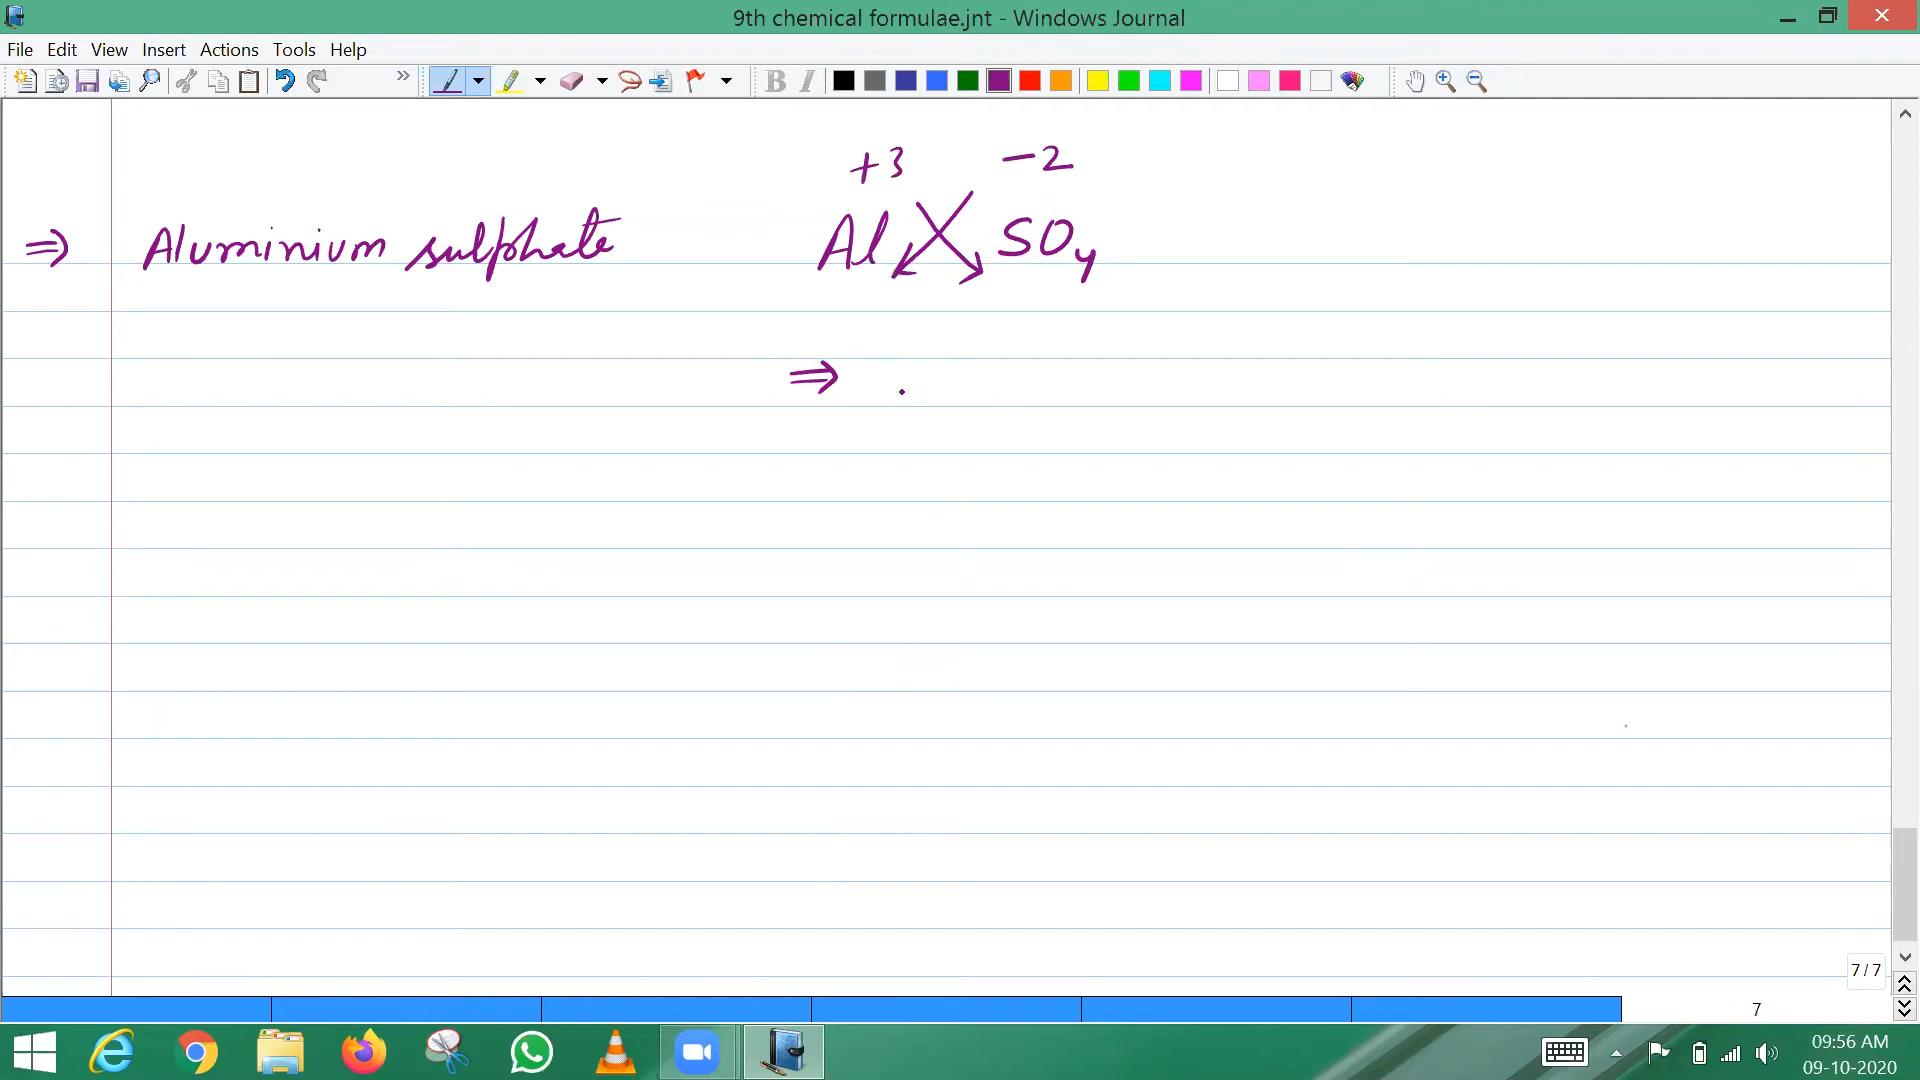 9th chemical formulae.jnt - Windows Journal
File Edit View Insert Actions Tools Help
B I
+3 -2
⇒ Aluminium sulphate Al SO₄
⇒
7 / 7
7
09:56 AM
09-10-2020